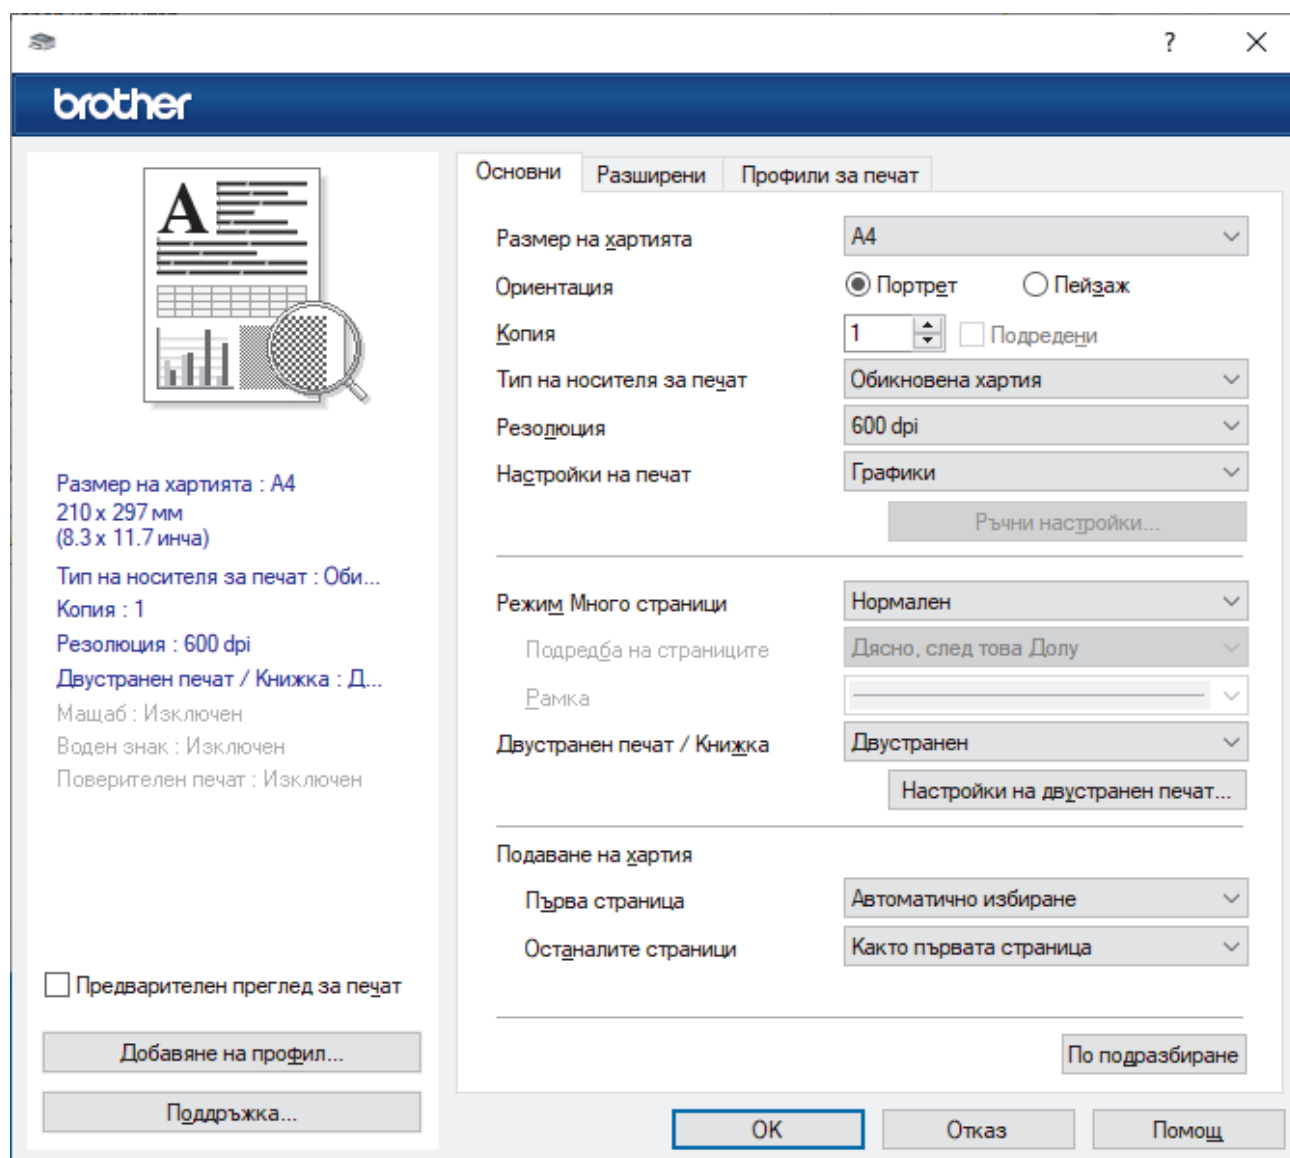 ?
brother
A
Размер на хартията : A4
210 x 297 мм
(8.3 x 11.7 инча)
Тип на носителя за печат : Оби...
Копия : 1
Резолюция : 600 dpi
Двустранен печат / Книжка : Д...
Мащаб : Изключен
Воден знак : Изключен
Поверителен печат : Изключен
Предварителен преглед за печат
Добавяне на профил...
Поддръжка...
Основни Разширени Профили за печат
Размер на хартията A4
Ориентация Портрет Пейзаж
Копия 1 Подредени
Тип на носителя за печат Обикновена хартия
Резолюция 600 dpi
Настройки на печат Графики
Ръчни настройки...
Режим Много страници Нормален
Подредба на страниците Дясно, след това Долу
Рамка
Двустранен печат / Книжка Двустранен
Настройки на двустранен печат...
Подаване на хартия
Първа страница Автоматично избиране
Останалите страници Както първата страница
По подразбиране
OK Отказ Помощ